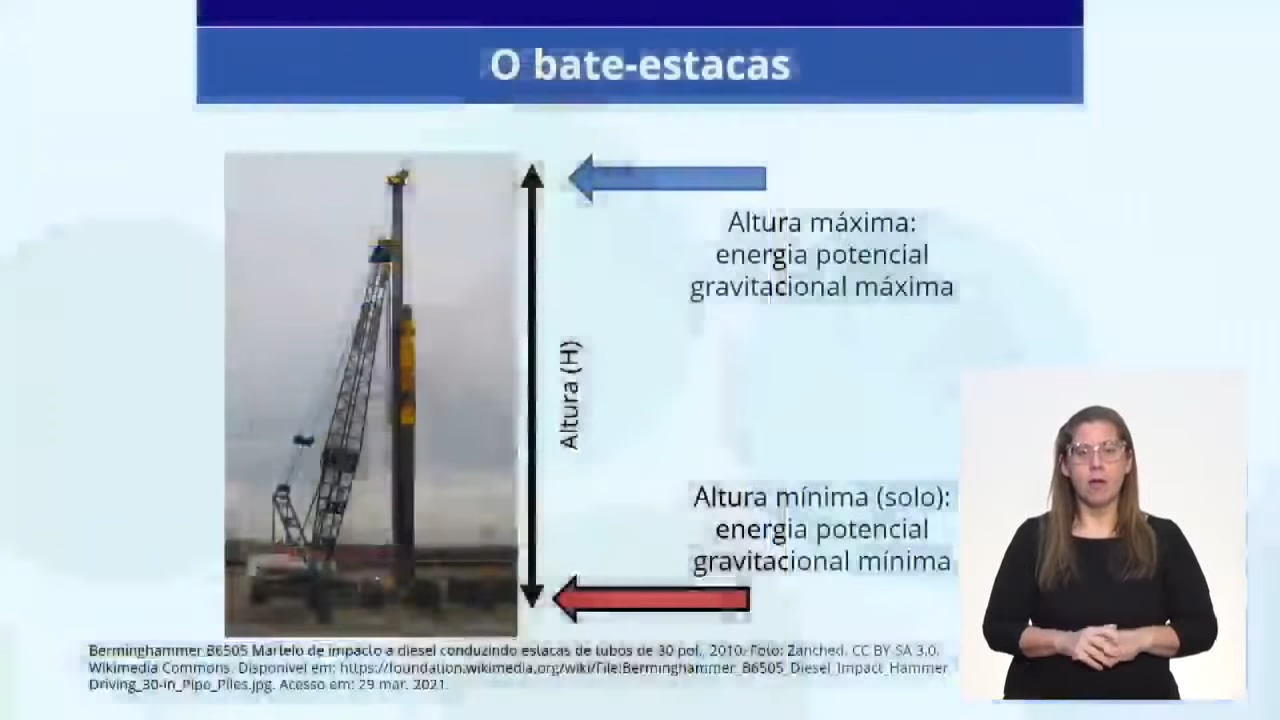 O bate-estacas
Altura máxima:
energia potencial
gravitacional máxima
Altura (H)
Altura mínima (solo):
energia potencial
gravitacional mínima
Berminghammer B6505 Martelo de impacto a diesel conduzindo estacas de tubos de 30 pol., 2010. Foto: Zanched. CC BY-SA 3.0.
Wikimedia Commons. Disponível em: https://foundation.wikimedia.org/wiki/File:Berminghammer_B6505_Diesel_Impact_Hammer
Driving_30-in_Pipe_Piles.jpg. Acesso em: 29 mar. 2021.